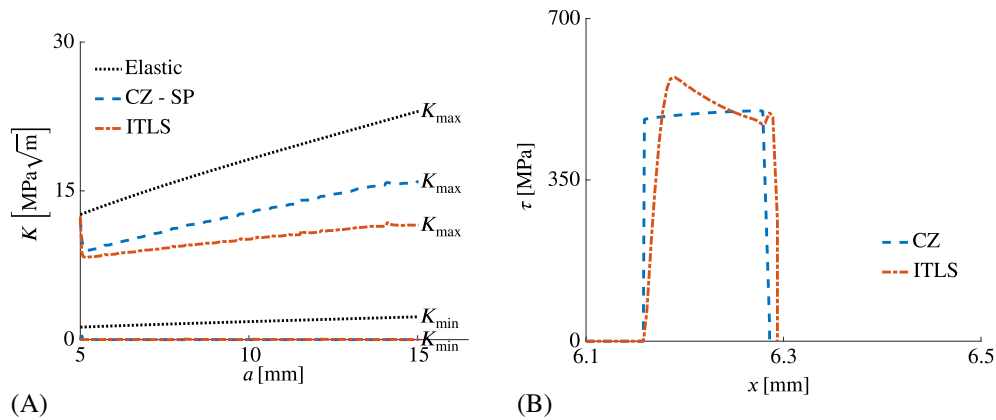 30
Elastic
CZ - SP
ITLS
K [MPa√m]
K_max
15
K_max
K_max
K_min
0
K_min
5
10
15
a [mm]
(A)
700
τ [MPa]
350
CZ
ITLS
0
6.1
6.3
6.5
x [mm]
(B)